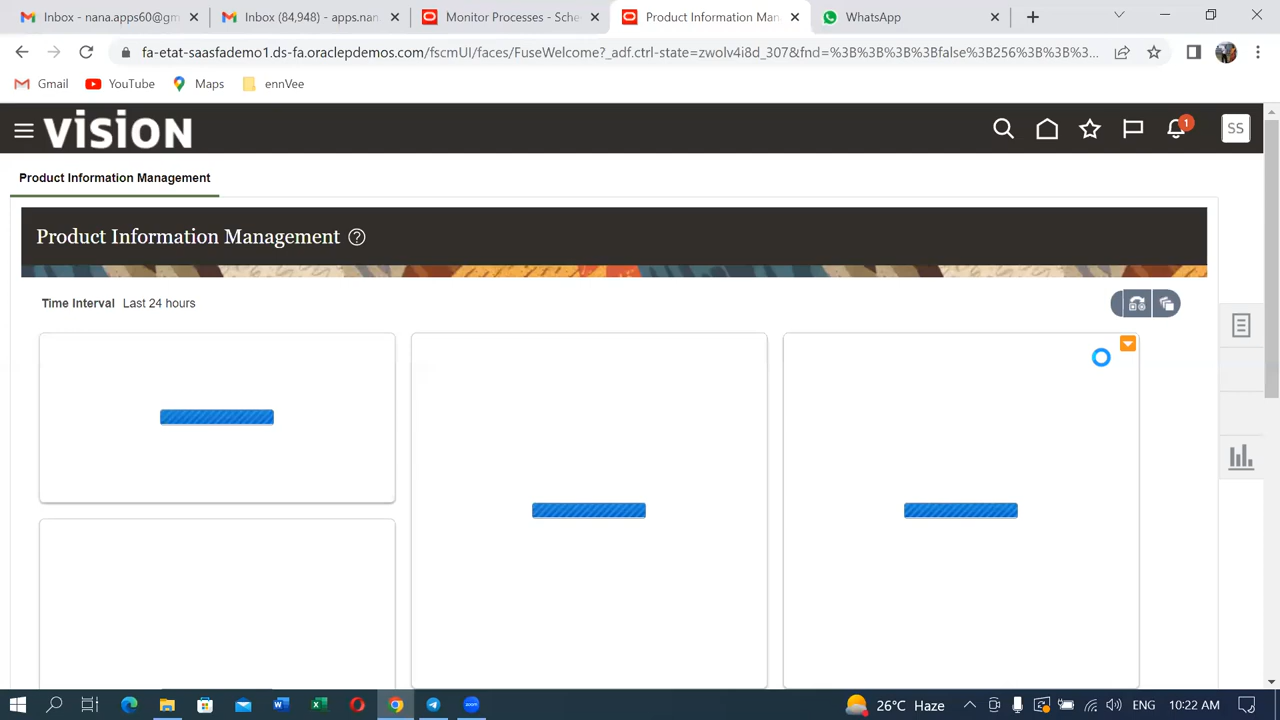 Inbox - nana.apps60@gm
Inbox (84,948) - apps.n
Monitor Processes - Sche
Product Information Man
WhatsApp
fa-etat-saasfademo1.ds-fa.oraclepdemos.com/fscmUI/faces/FuseWelcome?_adf.ctrl-state=zwolv4i8d_307&fnd=%3B%3B%3B%3Bfalse%3B256%3B%3B%3...
Gmail
YouTube
Maps
ennVee
VISION
1
SS
Product Information Management
Product Information Management ?
Time Interval Last 24 hours
26°C Haze
ENG
10:22 AM